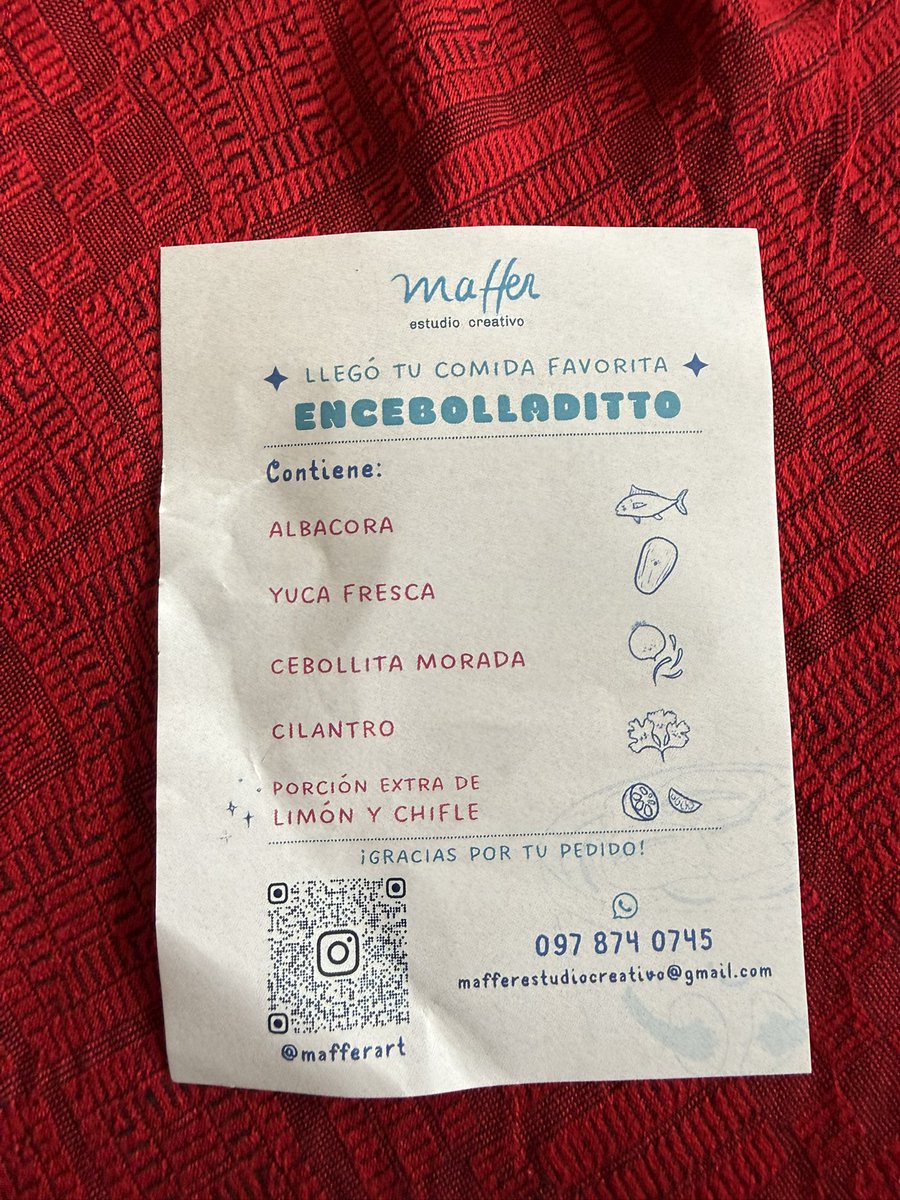 maffer
estudio creativo
LLEGÓ TU COMIDA FAVORITA
ENCEBOLLADITTO
Contiene:
ALBACORA
YUCA FRESCA
CEBOLLITA MORADA
CILANTRO
PORCIÓN EXTRA DE
LIMÓN Y CHIFLE
¡GRACIAS POR TU PEDIDO!
097 874 0745
mafferestudiocreativo@gmail.com
@mafferart